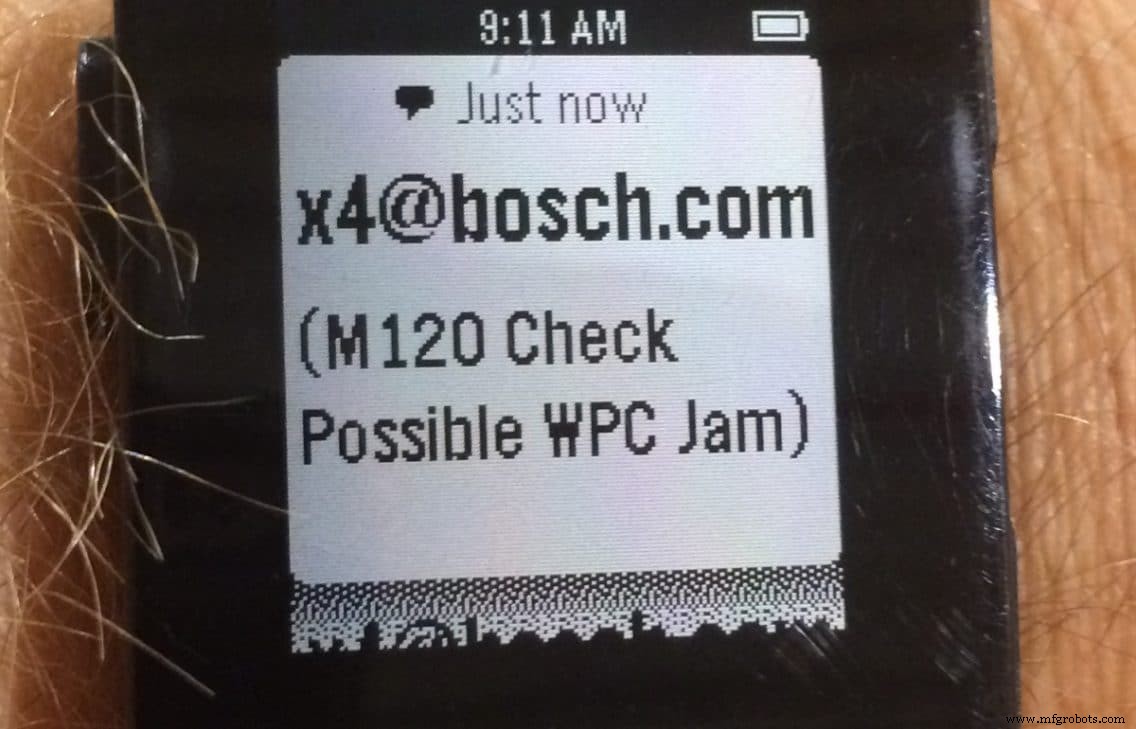 9:11 AM
Just now
x4@bosch.com
(M120 Check
Possible WPC Jam)
www.mfgrobots.com